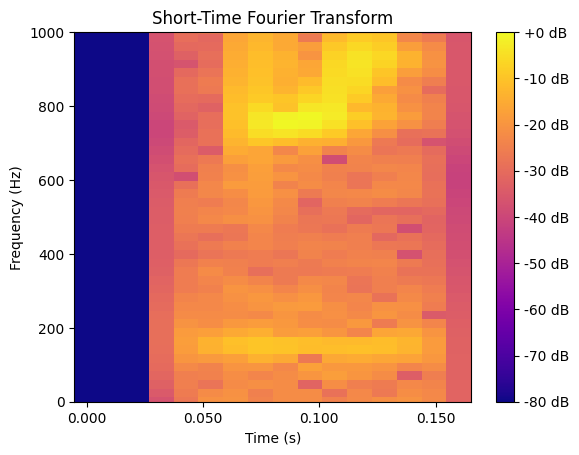 Short-Time Fourier Transform
1000
800
600
400
200
0
Frequency (Hz)
0.000
0.050
0.100
0.150
Time (s)
+0 dB
-10 dB
-20 dB
-30 dB
-40 dB
-50 dB
-60 dB
-70 dB
-80 dB